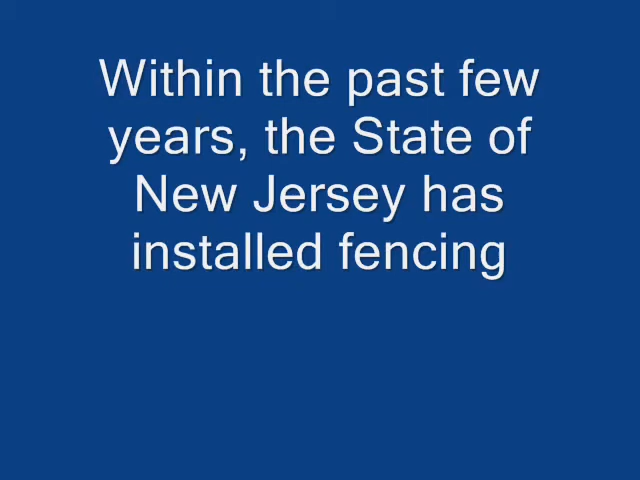 Within the past few
years, the State of
New Jersey has
installed fencing